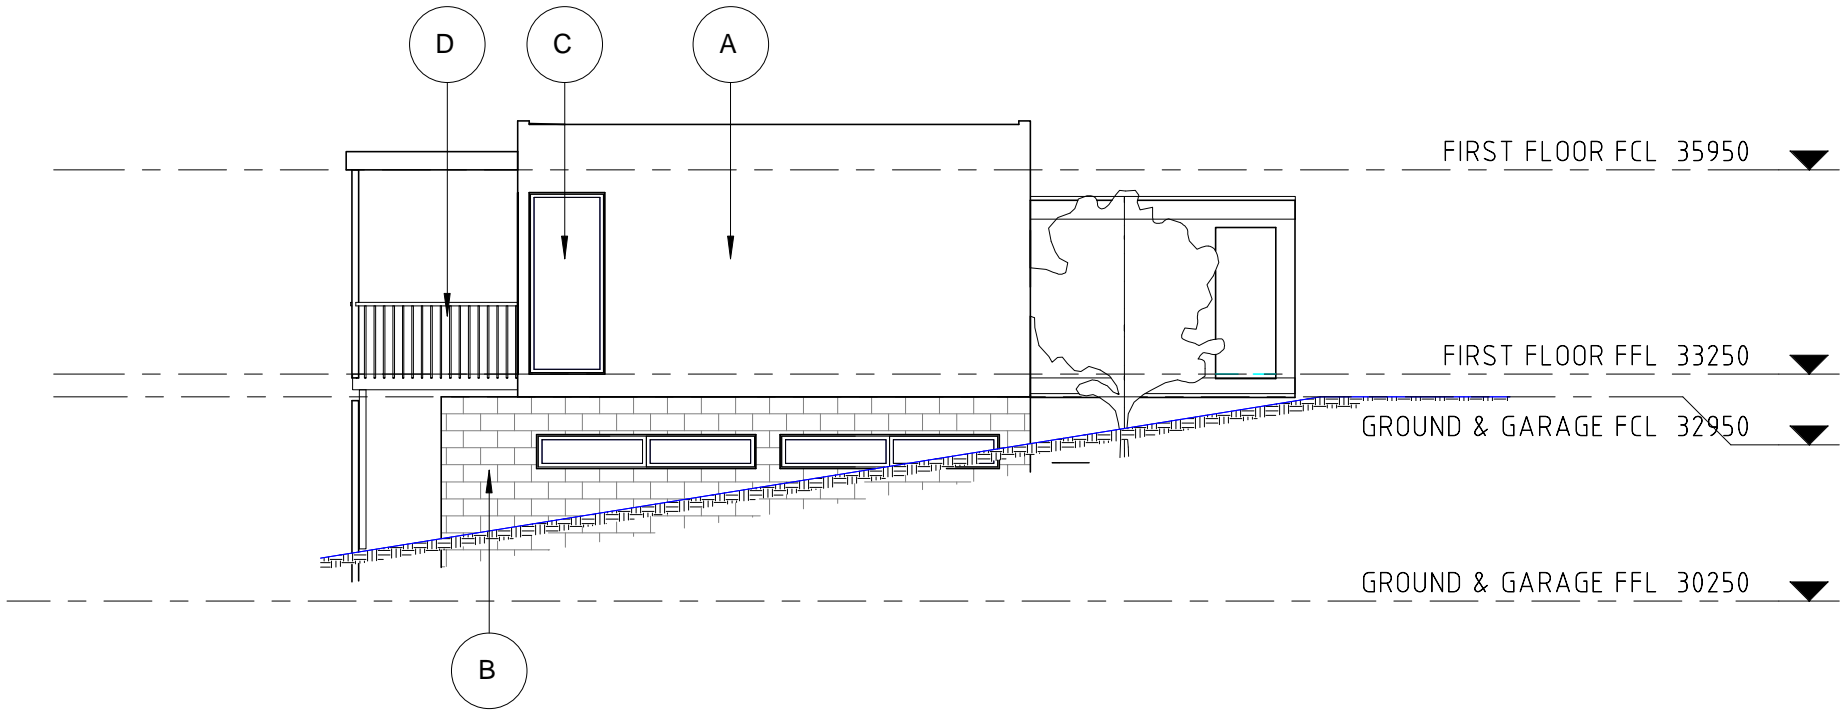 D
C
A
FIRST FLOOR FCL 35950
FIRST FLOOR FFL 33250
GROUND & GARAGE FCL 32950
GROUND & GARAGE FFL 30250
B